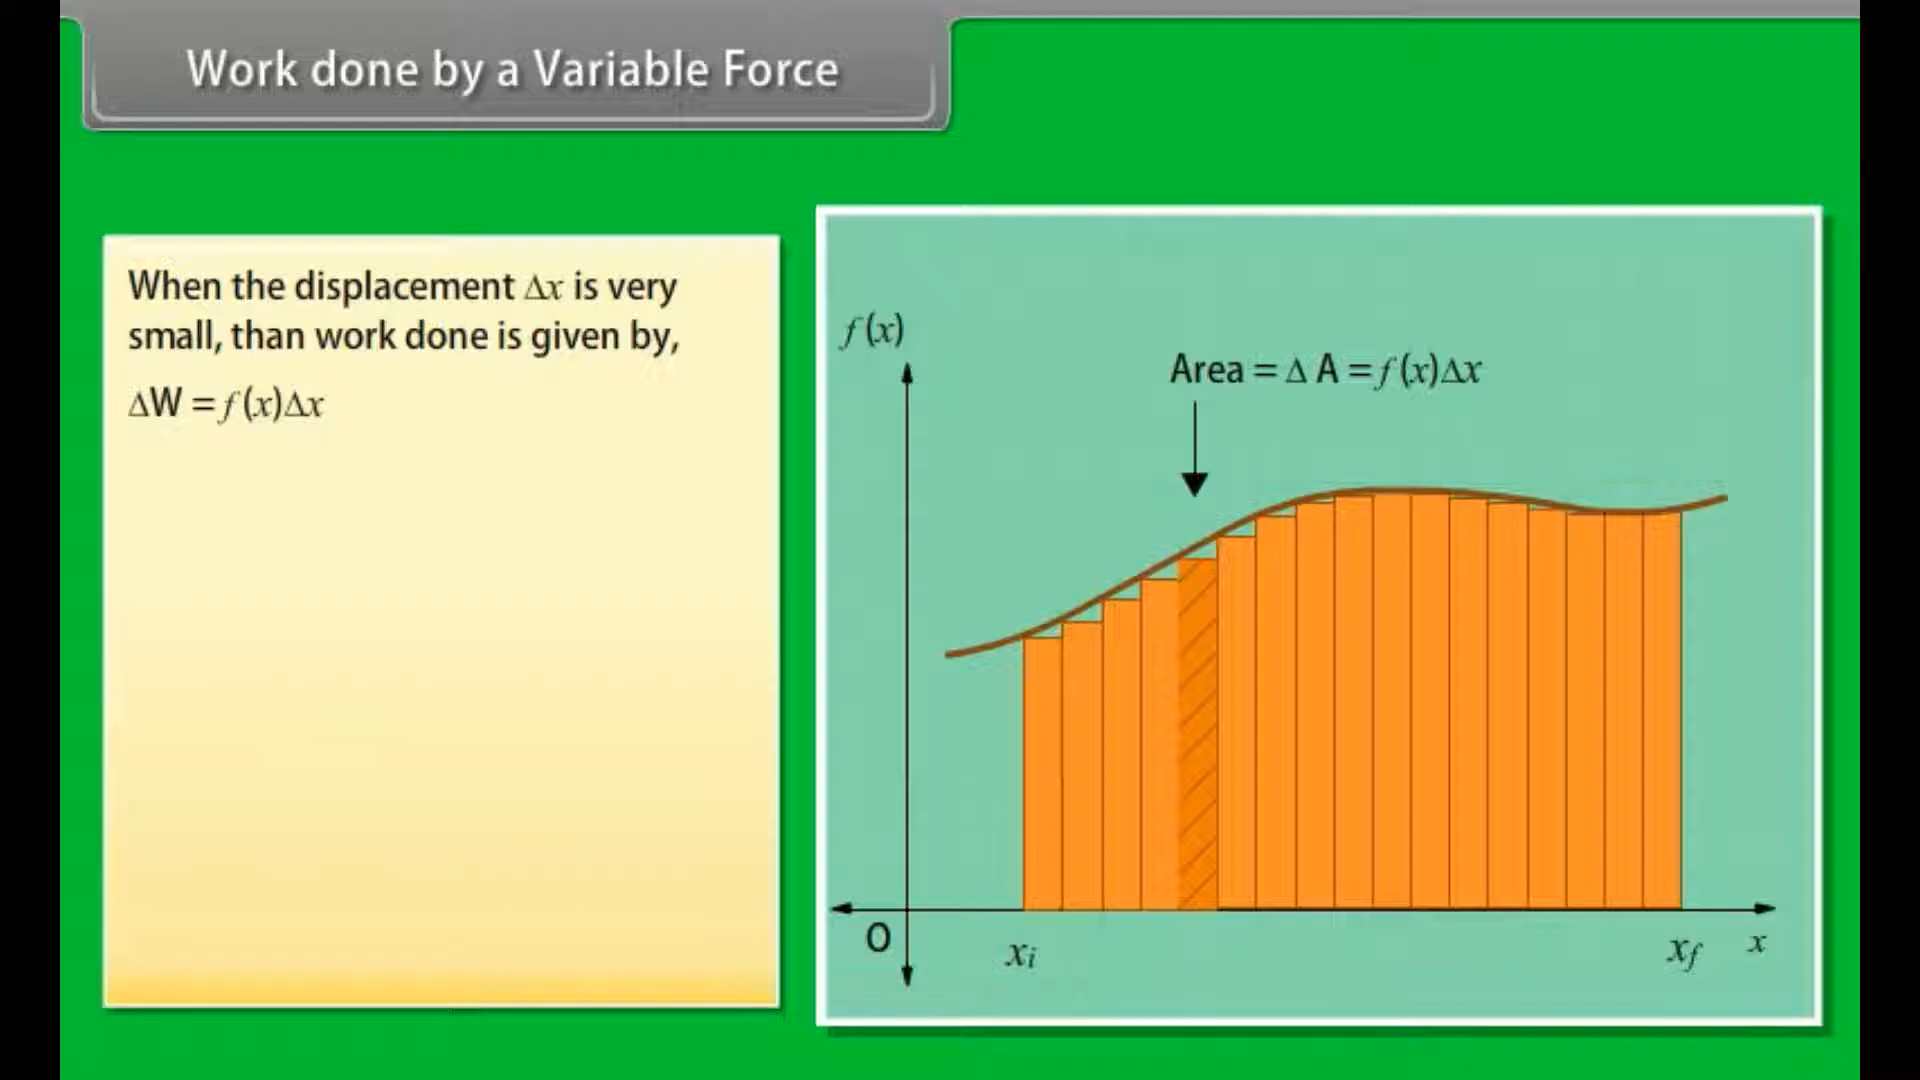 Work done by a Variable Force
When the displacement Δx is very
small, than work done is given by,
ΔW = f(x)Δx
f(x)
Area = Δ A = f(x)Δx
O
xi
xf
x